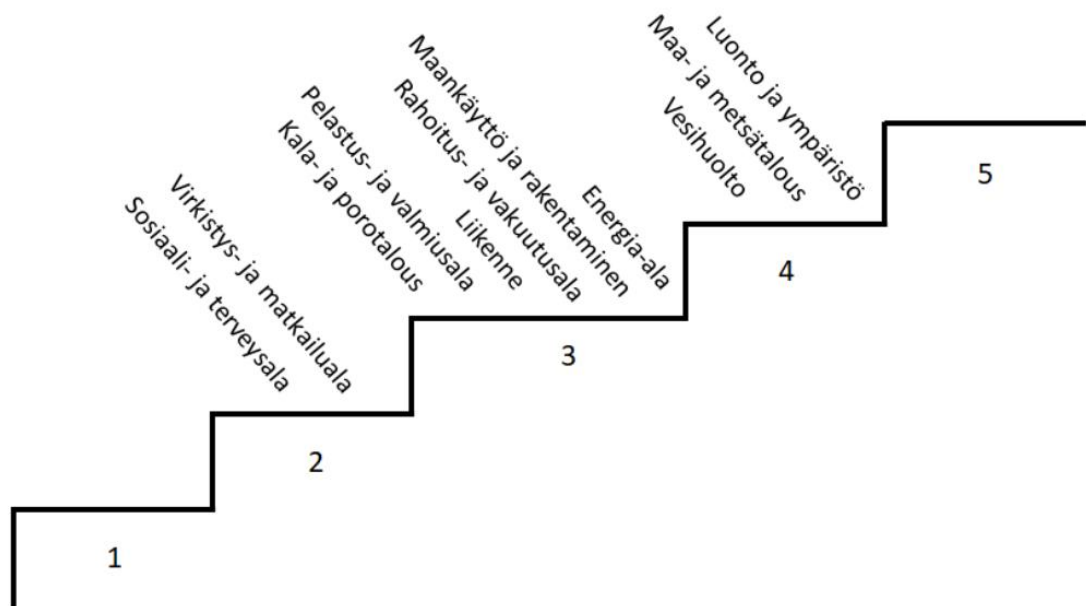 Sosiaali- ja terveysala
Virkistys- ja matkailuala
Kala- ja porotalous
Pelastus- ja valmiusala
Liikenne
Rahoitus- ja vakuutusala
Maankäyttö ja rakentaminen
Energia-ala
Vesihuolto
Maa- ja metsätalous
Luonto ja ympäristö
1
2
3
4
5